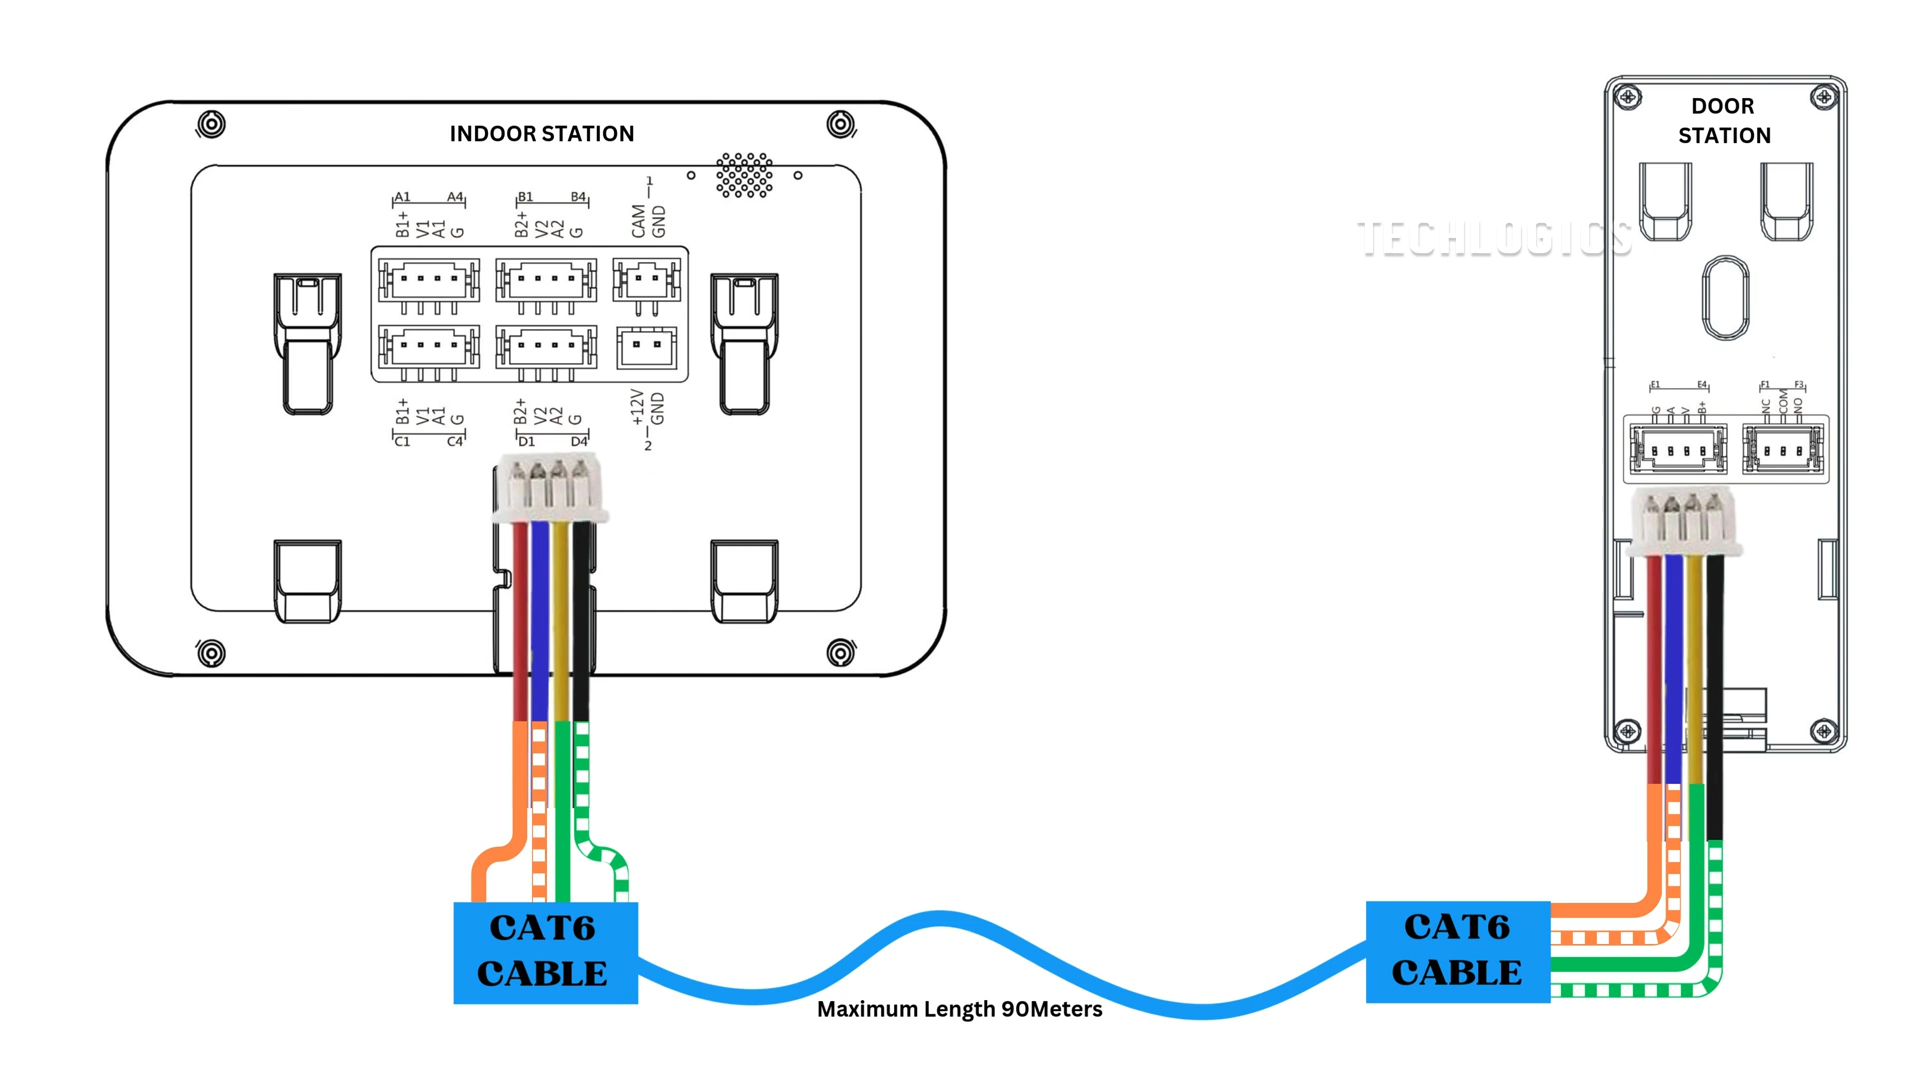 INDOOR STATION
A1 A4
B1+ V1 A1 G
B1 B4
B2+ V2 A2 G
1
CAM GND
B1+ V1 A1 G
C1 C4
B2+ V2 A2 G
D1 D4
+12V GND
2
DOOR
STATION
TECHLOGICS
E1 E4
G A V B+
F1 F3
NC COM NO
CAT6
CABLE
CAT6
CABLE
Maximum Length 90Meters